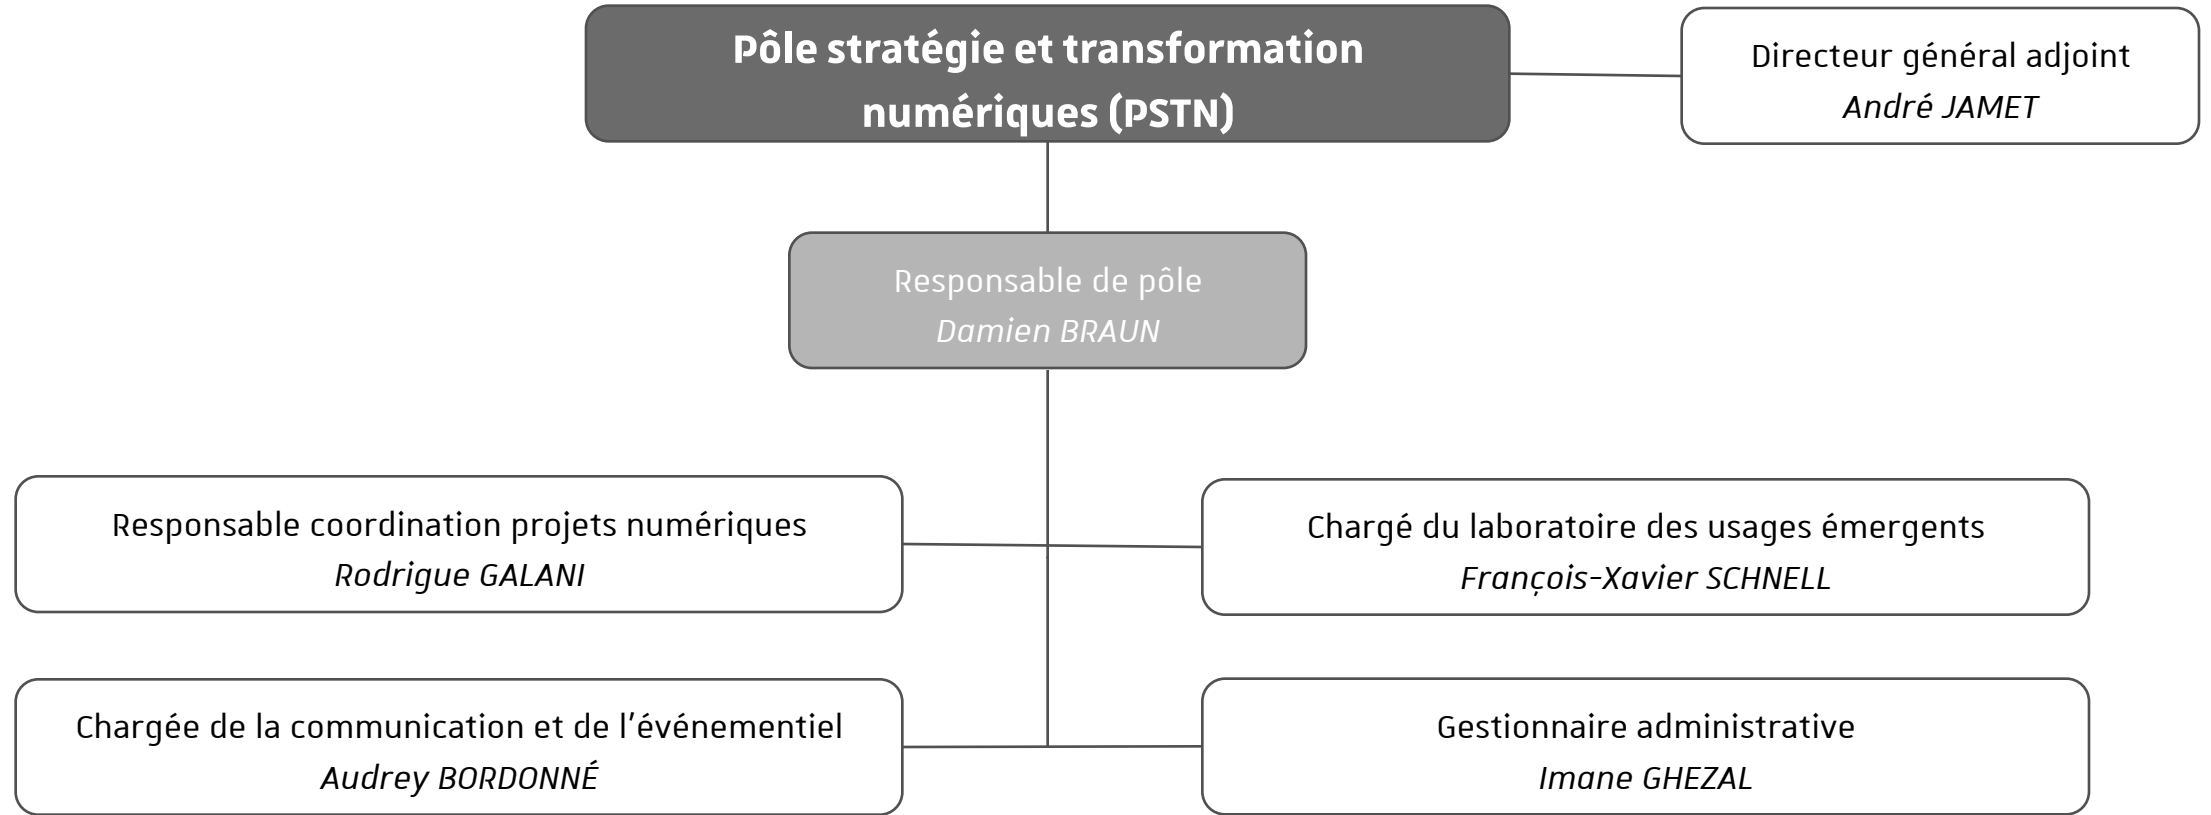 Pôle stratégie et transformation
numériques (PSTN)
Directeur général adjoint
André JAMET
Responsable de pôle
Damien BRAUN
Responsable coordination projets numériques
Rodrigue GALANI
Chargé du laboratoire des usages émergents
François-Xavier SCHNELL
Chargée de la communication et de l’événementiel
Audrey BORDONNÉ
Gestionnaire administrative
Imane GHEZAL